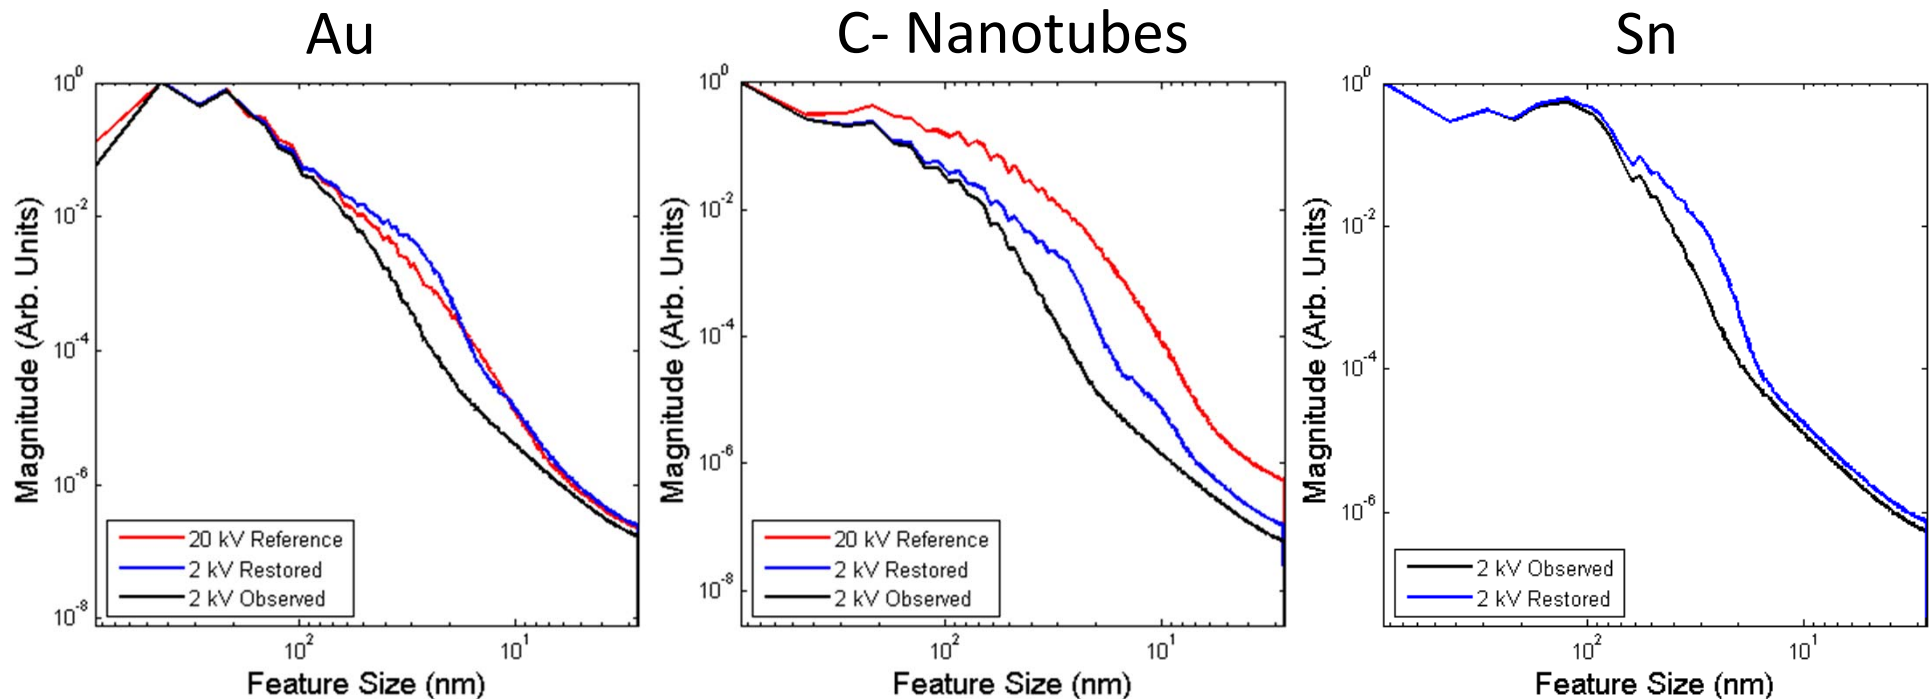 Au
C- Nanotubes
Sn
Magnitude (Arb. Units)
10^0
10^-2
10^-4
10^-6
10^-8
20 kV Reference
2 kV Restored
2 kV Observed
10^2
10^1
Feature Size (nm)
Magnitude (Arb. Units)
10^0
10^-2
10^-4
10^-6
10^-8
20 kV Reference
2 kV Restored
2 kV Observed
10^2
10^1
Feature Size (nm)
Magnitude (Arb. Units)
10^0
10^-2
10^-4
10^-6
2 kV Observed
2 kV Restored
10^2
10^1
Feature Size (nm)